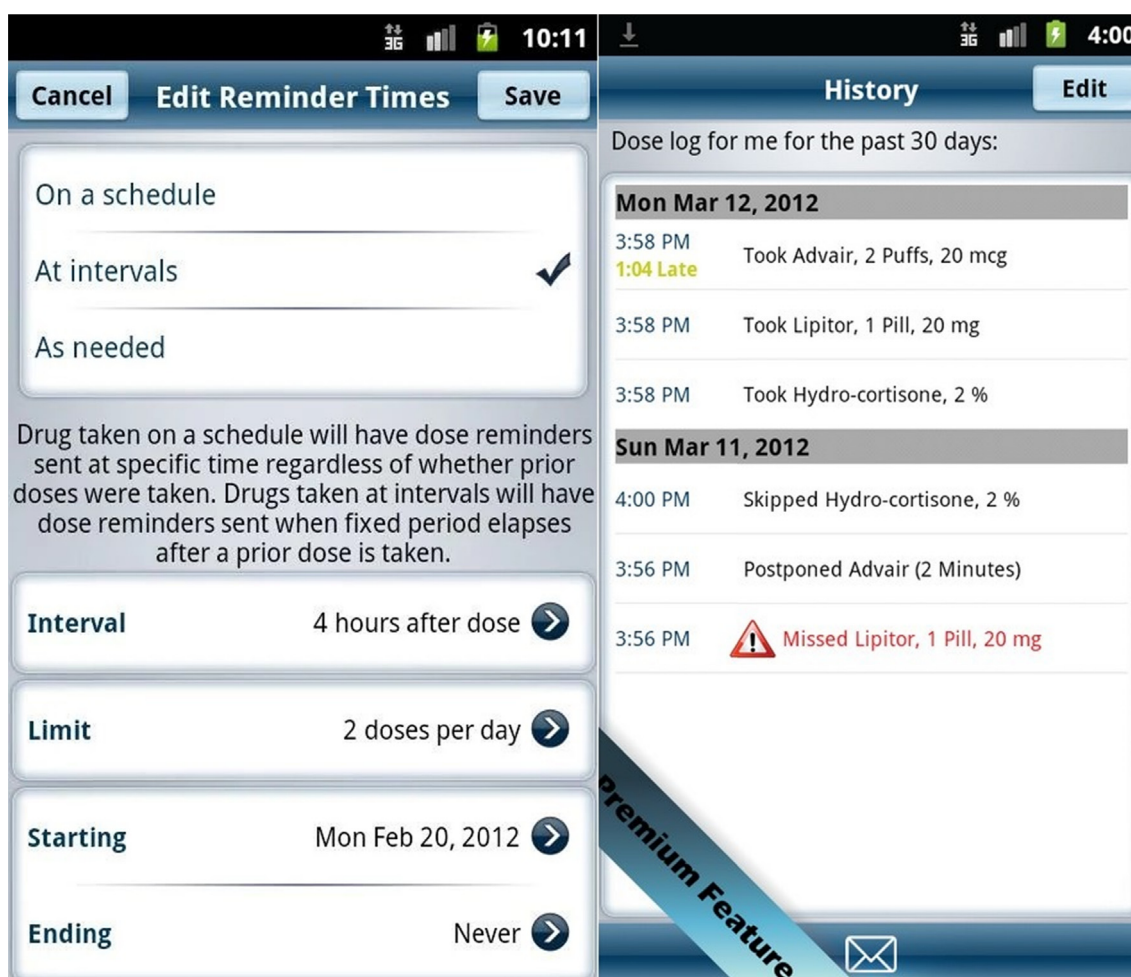 3G 10:11
Cancel Edit Reminder Times Save
On a schedule
At intervals
As needed
Drug taken on a schedule will have dose reminders
sent at specific time regardless of whether prior
doses were taken. Drugs taken at intervals will have
dose reminders sent when fixed period elapses
after a prior dose is taken.
Interval 4 hours after dose
Limit 2 doses per day
Starting Mon Feb 20, 2012
Ending Never
3G 4:00
History Edit
Dose log for me for the past 30 days:
Mon Mar 12, 2012
3:58 PM Took Advair, 2 Puffs, 20 mcg
1:04 Late
3:58 PM Took Lipitor, 1 Pill, 20 mg
3:58 PM Took Hydro-cortisone, 2 %
Sun Mar 11, 2012
4:00 PM Skipped Hydro-cortisone, 2 %
3:56 PM Postponed Advair (2 Minutes)
3:56 PM Missed Lipitor, 1 Pill, 20 mg
Premium Feature